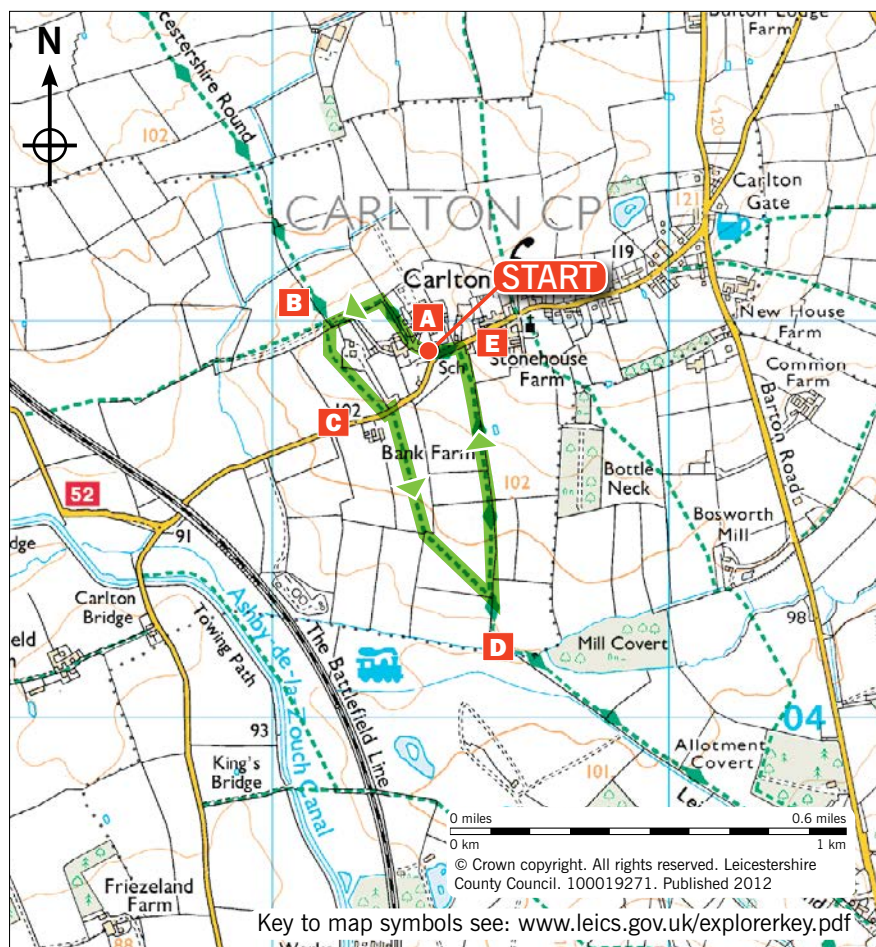 Burton Lodge
Farm
N
cestershire Round
102
120
CARLTON CP
Carlton
Gate
121
119
Carlton
START
B
A
E
New House
Farm
Sch
Stonehouse
Farm
Common
Farm
102
C
Bank Farm
Barton Road
52
102
Bottle
Neck
Bosworth
Mill
91
dge
Carlton
Bridge
Towing Path
Ashby-de-la-Zouch Canal
The Battlefield Line
field
98
D
Mill Covert
04
93
King's
Bridge
Allotment
Covert
101
Lei
0 miles
0.6 miles
0 km
1 km
© Crown copyright. All rights reserved. Leicestershire
County Council. 100019271. Published 2012
Friezeland
Farm
88
Key to map symbols see: www.leics.gov.uk/explorerkey.pdf